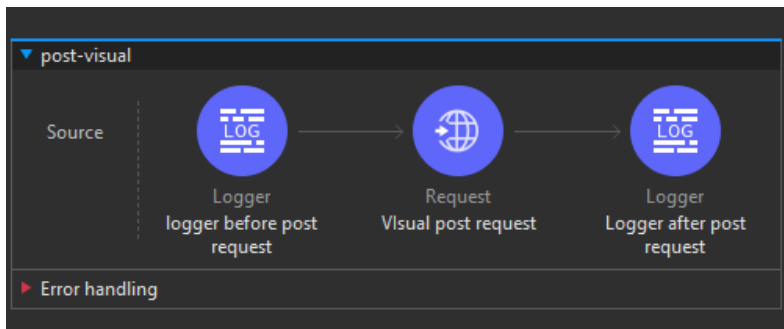 post-visual
Source
LOG
LOG
Logger
Request
Logger
logger before post
request
VIsual post request
Logger after post
request
Error handling